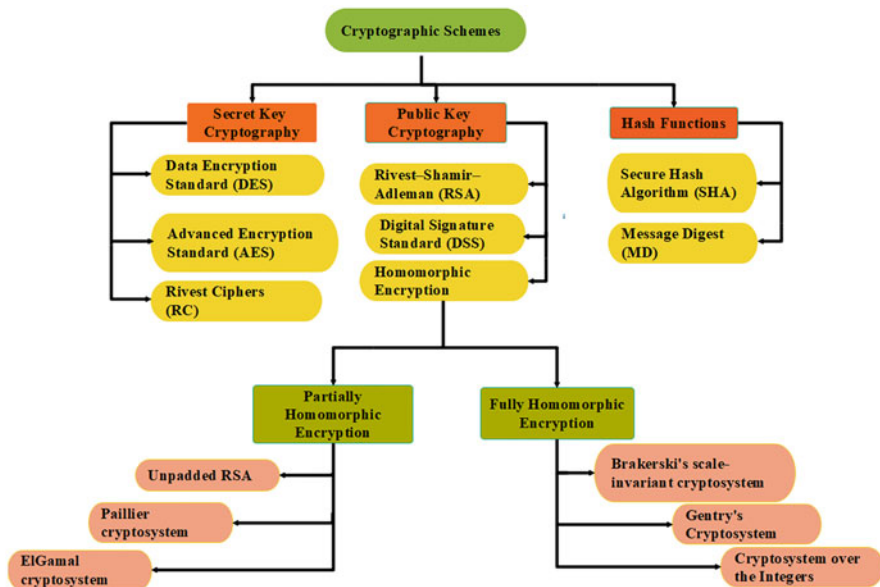 Cryptographic Schemes
Secret Key
Cryptography
Public Key
Cryptography
Hash Functions
Data Encryption
Standard (DES)
Advanced Encryption
Standard (AES)
Rivest Ciphers
(RC)
Rivest–Shamir–
Adleman (RSA)
Digital Signature
Standard (DSS)
Homomorphic
Encryption
Secure Hash
Algorithm (SHA)
Message Digest
(MD)
Partially
Homomorphic
Encryption
Fully Homomorphic
Encryption
Unpadded RSA
Paillier
cryptosystem
ElGamal
cryptosystem
Brakerski's scale-
invariant cryptosystem
Gentry's
Cryptosystem
Cryptosystem over
the Integers